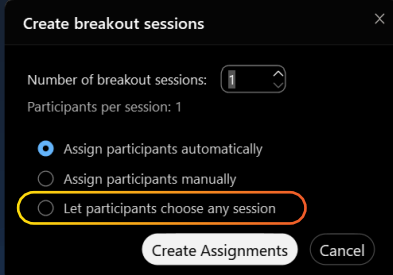 Create breakout sessions
Number of breakout sessions: 1
Participants per session: 1
Assign participants automatically
Assign participants manually
Let participants choose any session
Create Assignments Cancel